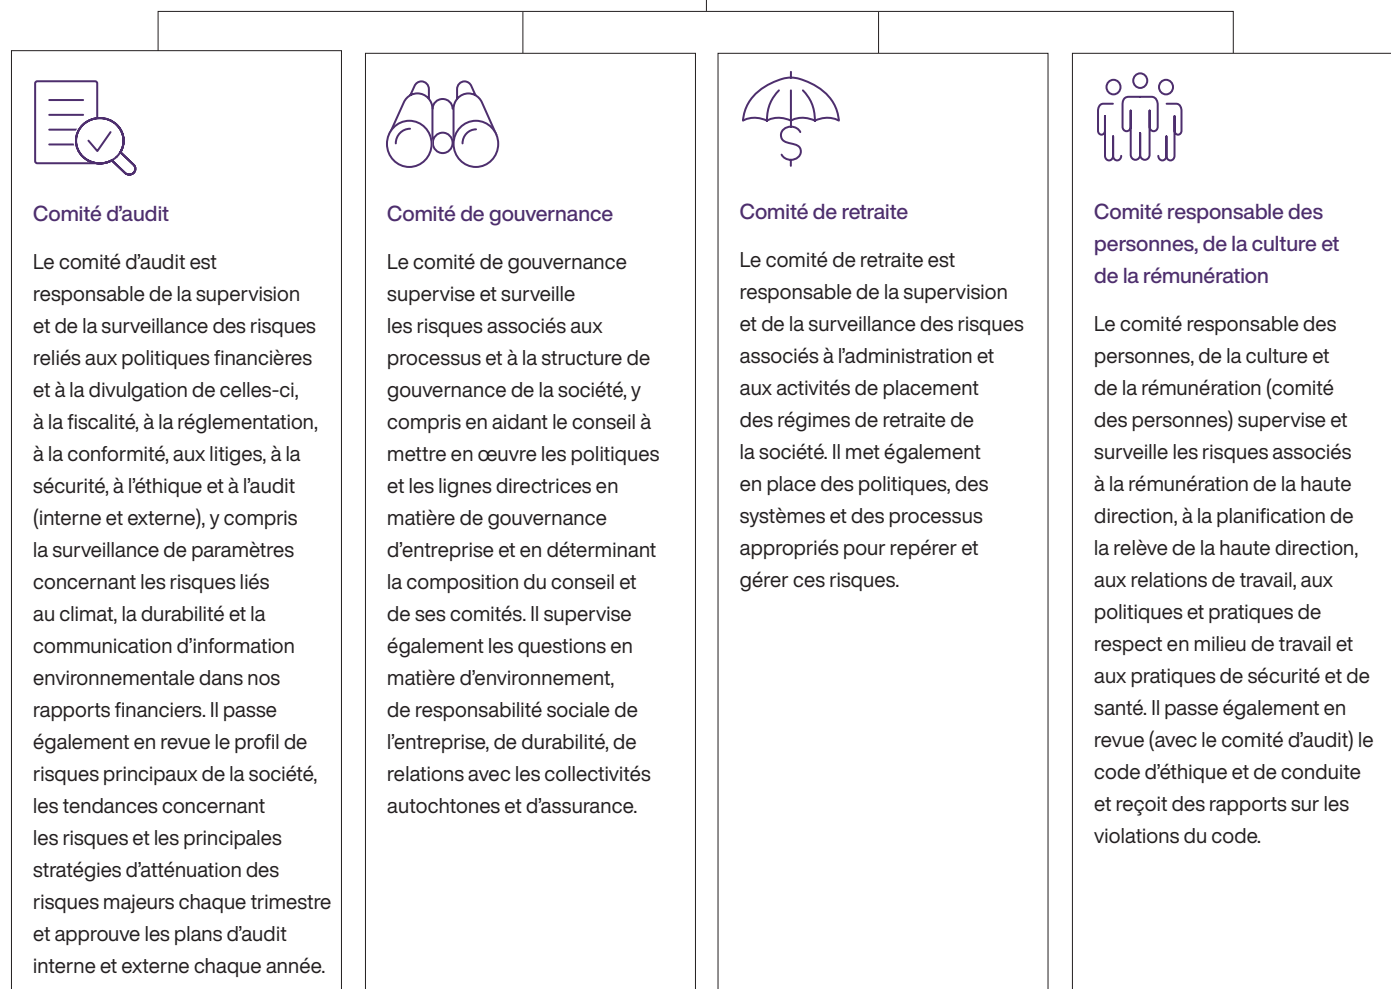 Comité d’audit
Le comité d’audit est
responsable de la supervision
et de la surveillance des risques
reliés aux politiques financières
et à la divulgation de celles-ci,
à la fiscalité, à la réglementation,
à la conformité, aux litiges, à la
sécurité, à l’éthique et à l’audit
(interne et externe), y compris
la surveillance de paramètres
concernant les risques liés
au climat, la durabilité et la
communication d’information
environnementale dans nos
rapports financiers. Il passe
également en revue le profil de
risques principaux de la société,
les tendances concernant
les risques et les principales
stratégies d’atténuation des
risques majeurs chaque trimestre
et approuve les plans d’audit
interne et externe chaque année.
Comité de gouvernance
Le comité de gouvernance
supervise et surveille
les risques associés aux
processus et à la structure de
gouvernance de la société, y
compris en aidant le conseil à
mettre en œuvre les politiques
et les lignes directrices en
matière de gouvernance
d’entreprise et en déterminant
la composition du conseil et
de ses comités. Il supervise
également les questions en
matière d’environnement,
de responsabilité sociale de
l’entreprise, de durabilité, de
relations avec les collectivités
autochtones et d’assurance.
Comité de retraite
Le comité de retraite est
responsable de la supervision
et de la surveillance des risques
associés à l’administration et
aux activités de placement
des régimes de retraite de
la société. Il met également
en place des politiques, des
systèmes et des processus
appropriés pour repérer et
gérer ces risques.
Comité responsable des
personnes, de la culture et
de la rémunération
Le comité responsable des
personnes, de la culture et
de la rémunération (comité
des personnes) supervise et
surveille les risques associés
à la rémunération de la haute
direction, à la planification de
la relève de la haute direction,
aux relations de travail, aux
politiques et pratiques de
respect en milieu de travail et
aux pratiques de sécurité et de
santé. Il passe également en
revue (avec le comité d’audit) le
code d’éthique et de conduite
et reçoit des rapports sur les
violations du code.